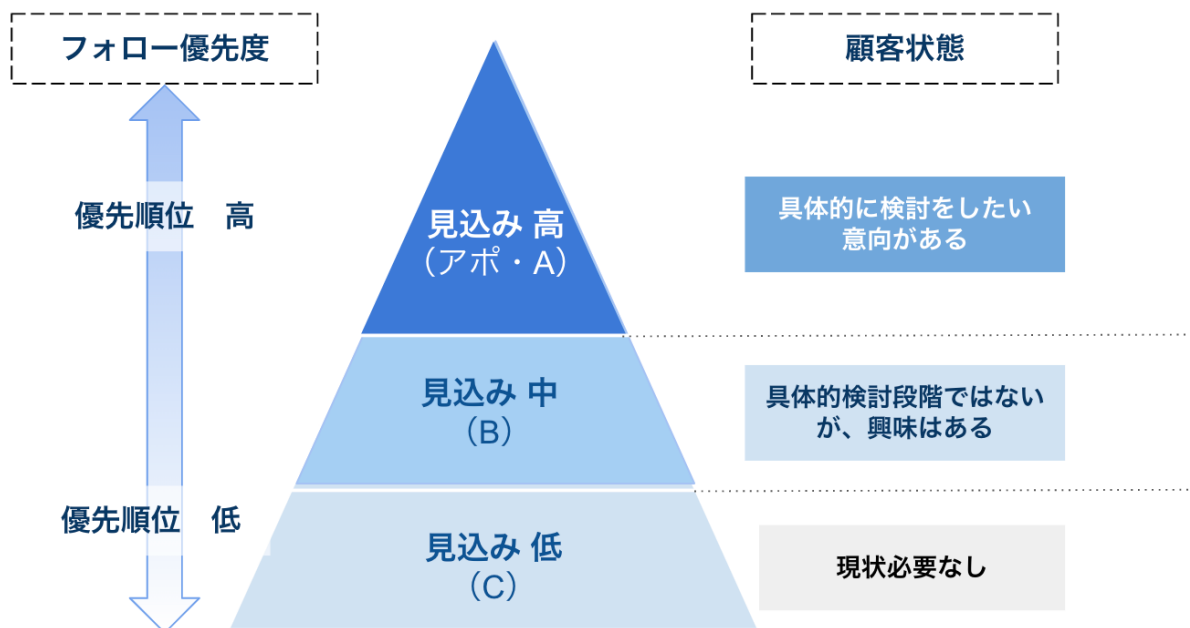 フォロー優先度
顧客状態
優先順位　高
見込み 高
（アポ・A）
具体的に検討をしたい
意向がある
見込み 中
（B）
具体的検討段階ではない
が、興味はある
優先順位　低
見込み 低
（C）
現状必要なし